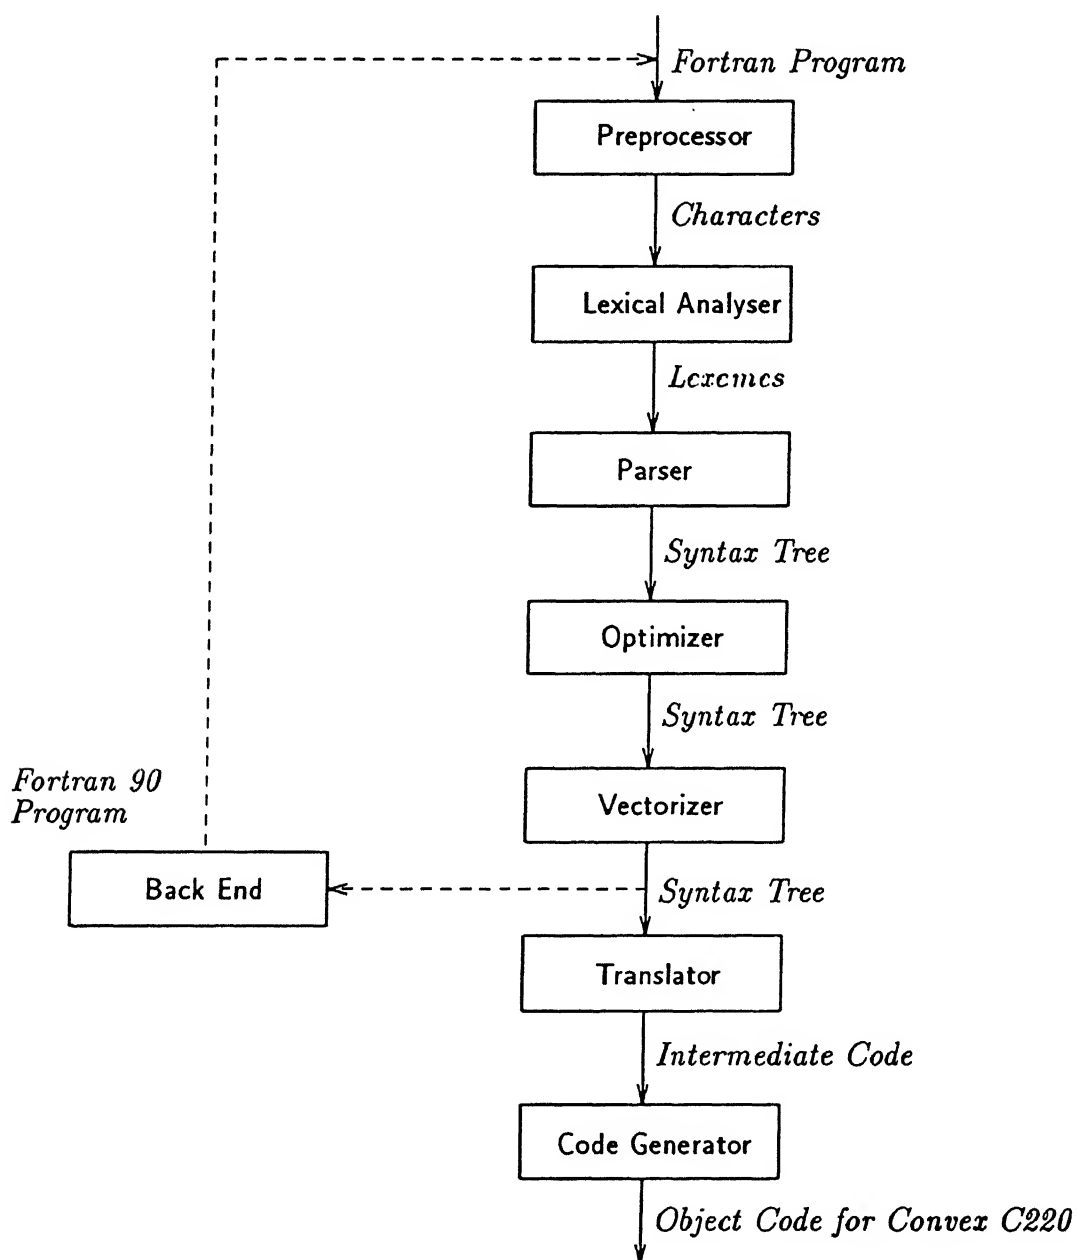 Fortran Program
Preprocessor
Characters
Lexical Analyser
Lexemes
Parser
Syntax Tree
Optimizer
Syntax Tree
Fortran 90
Program
Vectorizer
Back End
Syntax Tree
Translator
Intermediate Code
Code Generator
Object Code for Convex C220